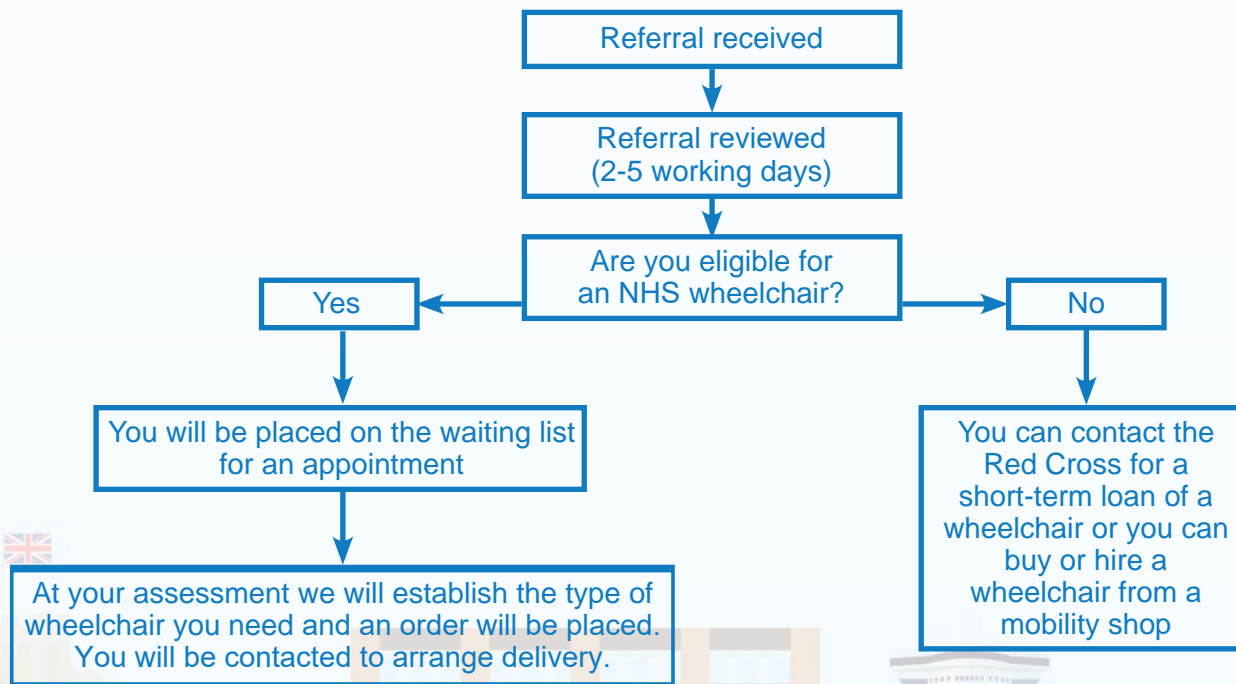 Referral received
Referral reviewed
(2-5 working days)
Are you eligible for
an NHS wheelchair?
Yes
No
You will be placed on the waiting list
for an appointment
You can contact the
Red Cross for a
short-term loan of a
wheelchair or you can
buy or hire a
wheelchair from a
mobility shop
At your assessment we will establish the type of
wheelchair you need and an order will be placed.
You will be contacted to arrange delivery.